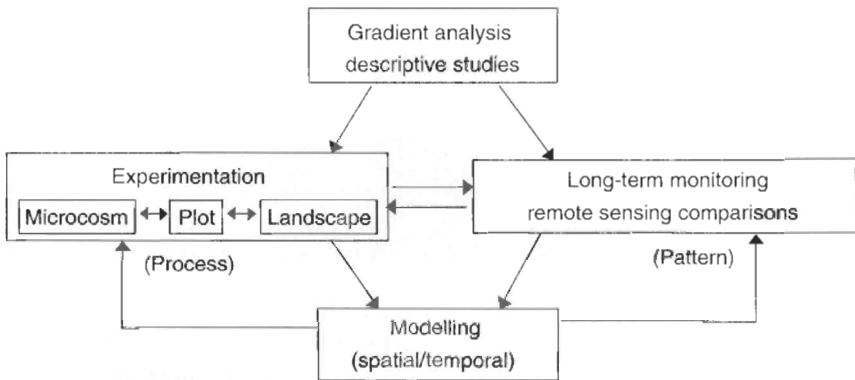 Gradient analysis
descriptive studies
Experimentation
Microcosm
Plot
Landscape
Long-term monitoring
remote sensing comparisons
(Process)
(Pattern)
Modelling
(spatial/temporal)